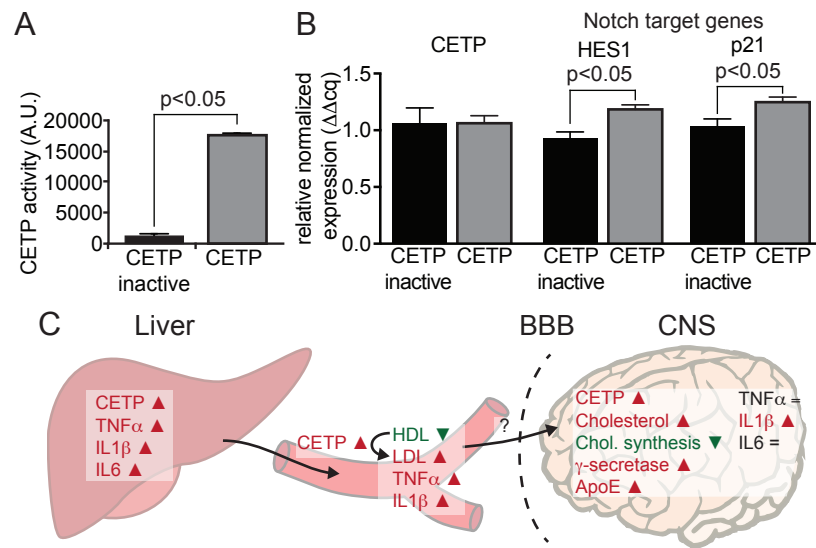 A
CETP activity (A.U.)
20000
15000
10000
5000
0
p<0.05
CETP
inactive
CETP
B
Notch target genes
CETP
HES1
p21
relative normalized
expression (ΔΔcq)
1.5
1.0
0.5
0.0
p<0.05
p<0.05
CETP
inactive
CETP
CETP
inactive
CETP
CETP
inactive
CETP
C
Liver
BBB
CNS
CETP ▲
TNFα ▲
IL1β ▲
IL6 ▲
CETP ▲
HDL ▼
LDL ▲
TNFα ▲
IL1β ▲
?
CETP ▲
Cholesterol ▲
Chol. synthesis ▼
γ-secretase ▲
ApoE ▲
TNFα =
IL1β ▲
IL6 =